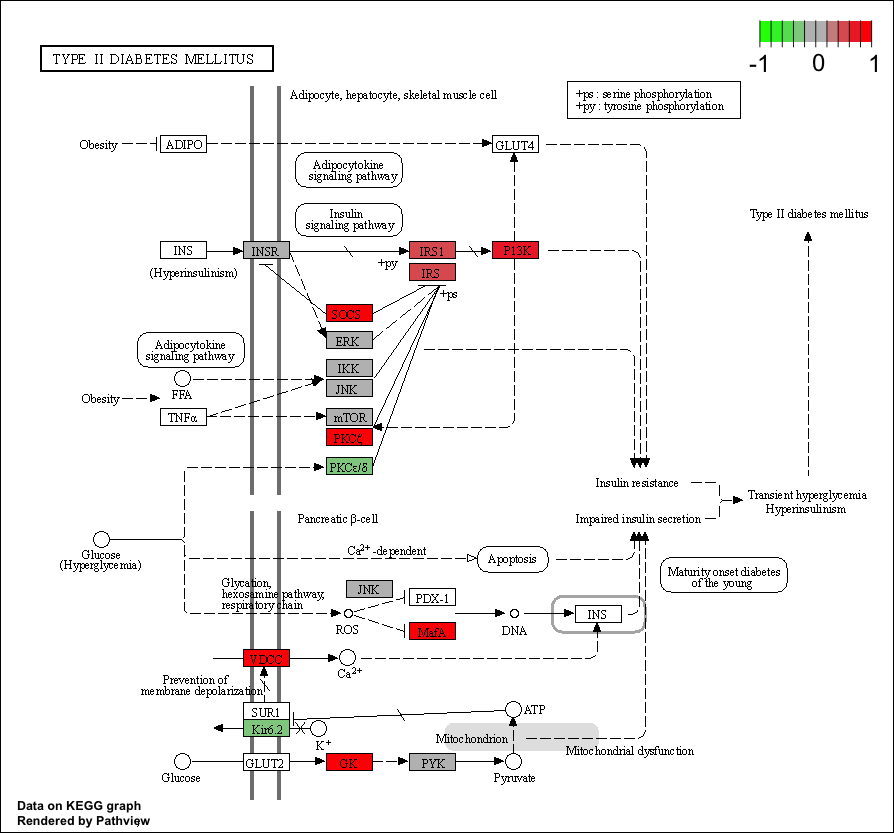 TYPE II DIABETES MELLITUS
-1 0 1
Adipocyte, hepatocyte, skeletal muscle cell
+ps : serine phosphorylation
+py : tyrosine phosphorylation
Obesity
ADIPO
GLUT4
Adipocytokine
signaling pathway
Insulin
signaling pathway
Type II diabetes mellitus
INS
INSR
IRS1
P13K
(Hyperinsulinism)
+py
IRS
+ps
SOCS
ERK
Adipocytokine
signaling pathway
IKK
FFA
JNK
Obesity
TNFα
mTOR
PKCζ
PKCε/δ
Insulin resistance
Transient hyperglycemia
Hyperinsulinism
Pancreatic β-cell
Impaired insulin secretion
Glucose
(Hyperglycemia)
Ca2+ -dependent
Apoptosis
Maturity onset diabetes
of the young
Glycation,
hexosamine pathway,
respiratory chain
JNK
PDX-1
ROS
MafA
DNA
INS
VDCC
Ca2+
Prevention of
membrane depolarization
SUR1
ATP
Kir6.2
K+
Mitochondrion
Mitochondrial dysfunction
Glucose
GLUT2
GK
PYK
Pyruvate
Data on KEGG graph
Rendered by Pathview